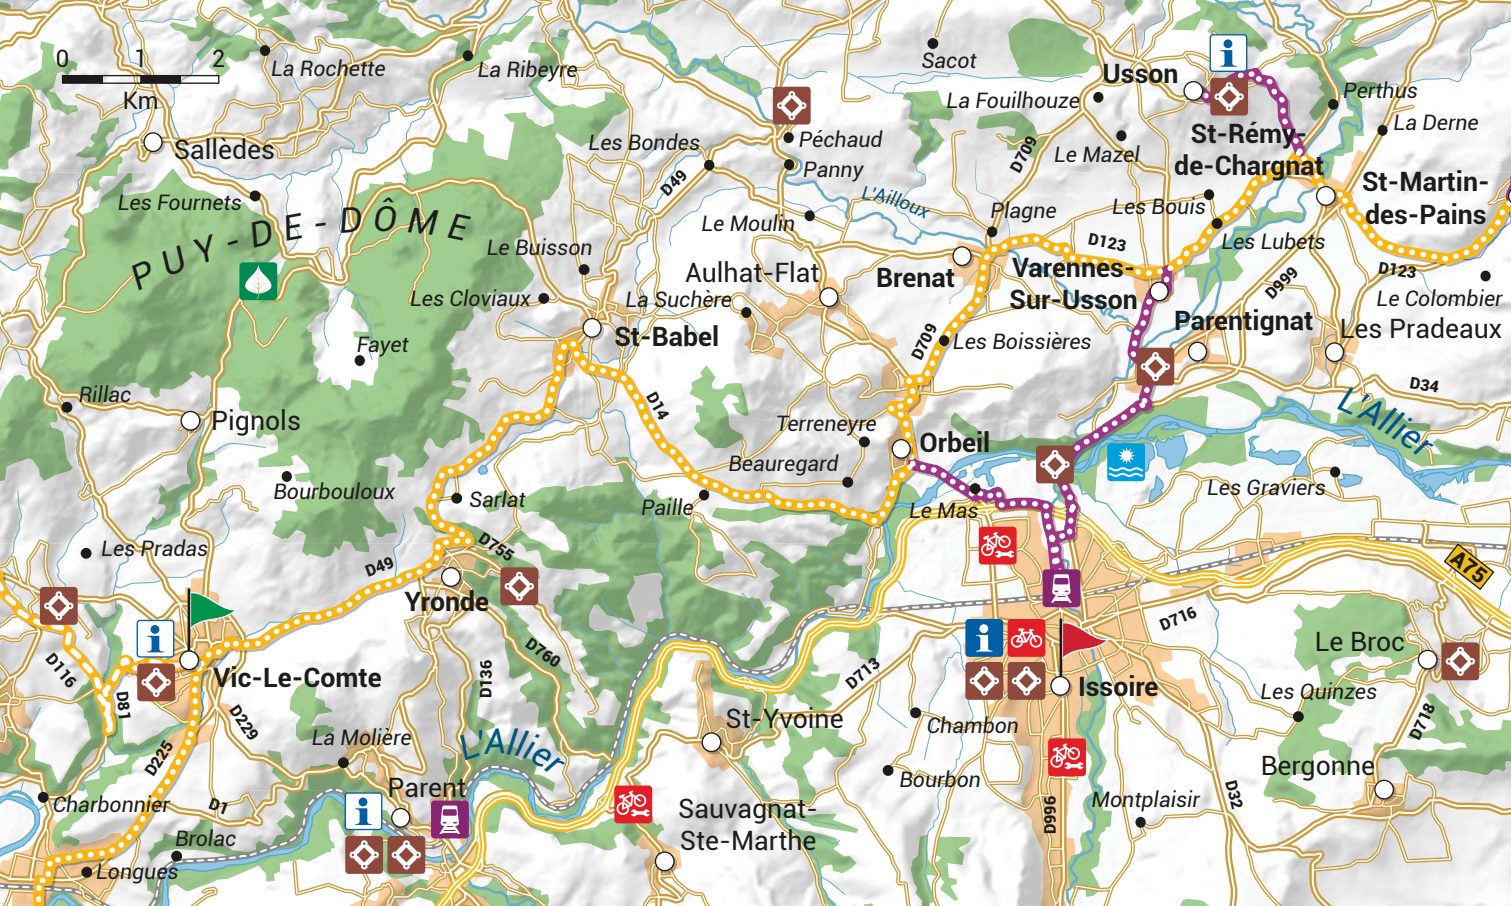 0 1 2
Km
La Rochette
La Ribeyre
Sacot
Usson
i
Perthus
La Fouilhouze
La Derne
Sallèdes
Les Bondes
Péchaud
Panny
D709
Le Mazel
St-Rémy-
de-Chargnat
St-Martin-
des-Pains
D49
L'Ailloux
Les Fournets
PUY-DE-DÔME
Le Moulin
Plagne
Les Bouis
Les Lubets
D123
Le Buisson
Aulhat-Flat
Brenat
Varennes-
Sur-Usson
D999
D123
Le Colombier
Les Cloviaux
La Suchère
St-Babel
Parentignat
Les Pradeaux
Fayet
D709
Les Boissières
D34
L'Allier
Rillac
D14
Pignols
Terreneyre
Orbeil
Beauregard
Bourbouloux
Sarlat
Paille
Le Mas
Les Graviers
Les Pradas
D755
D49
A75
Yronde
D716
i
i
Le Broc
D116
D81
Vic-Le-Comte
D136
D760
D713
Issoire
Les Quinzes
D229
St-Yvoine
Chambon
D718
La Molière
L'Allier
D225
Bourbon
Bergonne
Parent
i
Charbonnier
D1
Sauvagnat-
Ste-Marthe
D996
Montplaisir
D32
Brolac
Longues